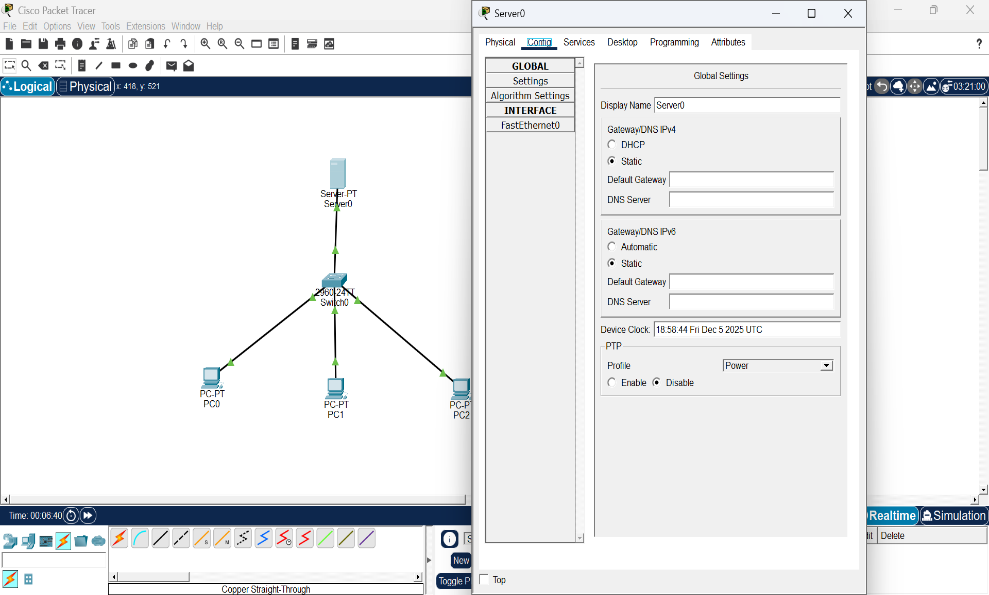 Cisco Packet Tracer
File Edit Options View Tools Extensions Window Help
?
Logical
Physical
x: 418, y: 521
03:21:00
Server-PT
Server0
2960-24TT
Switch0
PC-PT
PC0
PC-PT
PC1
PC-P
PC2
Time: 00:06:40
Realtime
Simulation
S
M
Copper Straight-Through
New
Toggle P
Delete
Server0
Physical Config Services Desktop Programming Attributes
GLOBAL
Settings
Algorithm Settings
INTERFACE
FastEthernet0
Global Settings
Display Name Server0
Gateway/DNS IPv4
DHCP
Static
Default Gateway
DNS Server
Gateway/DNS IPv6
Automatic
Static
Default Gateway
DNS Server
Device Clock: 18:58:44 Fri Dec 5 2025 UTC
PTP
Profile Power
Enable Disable
Top